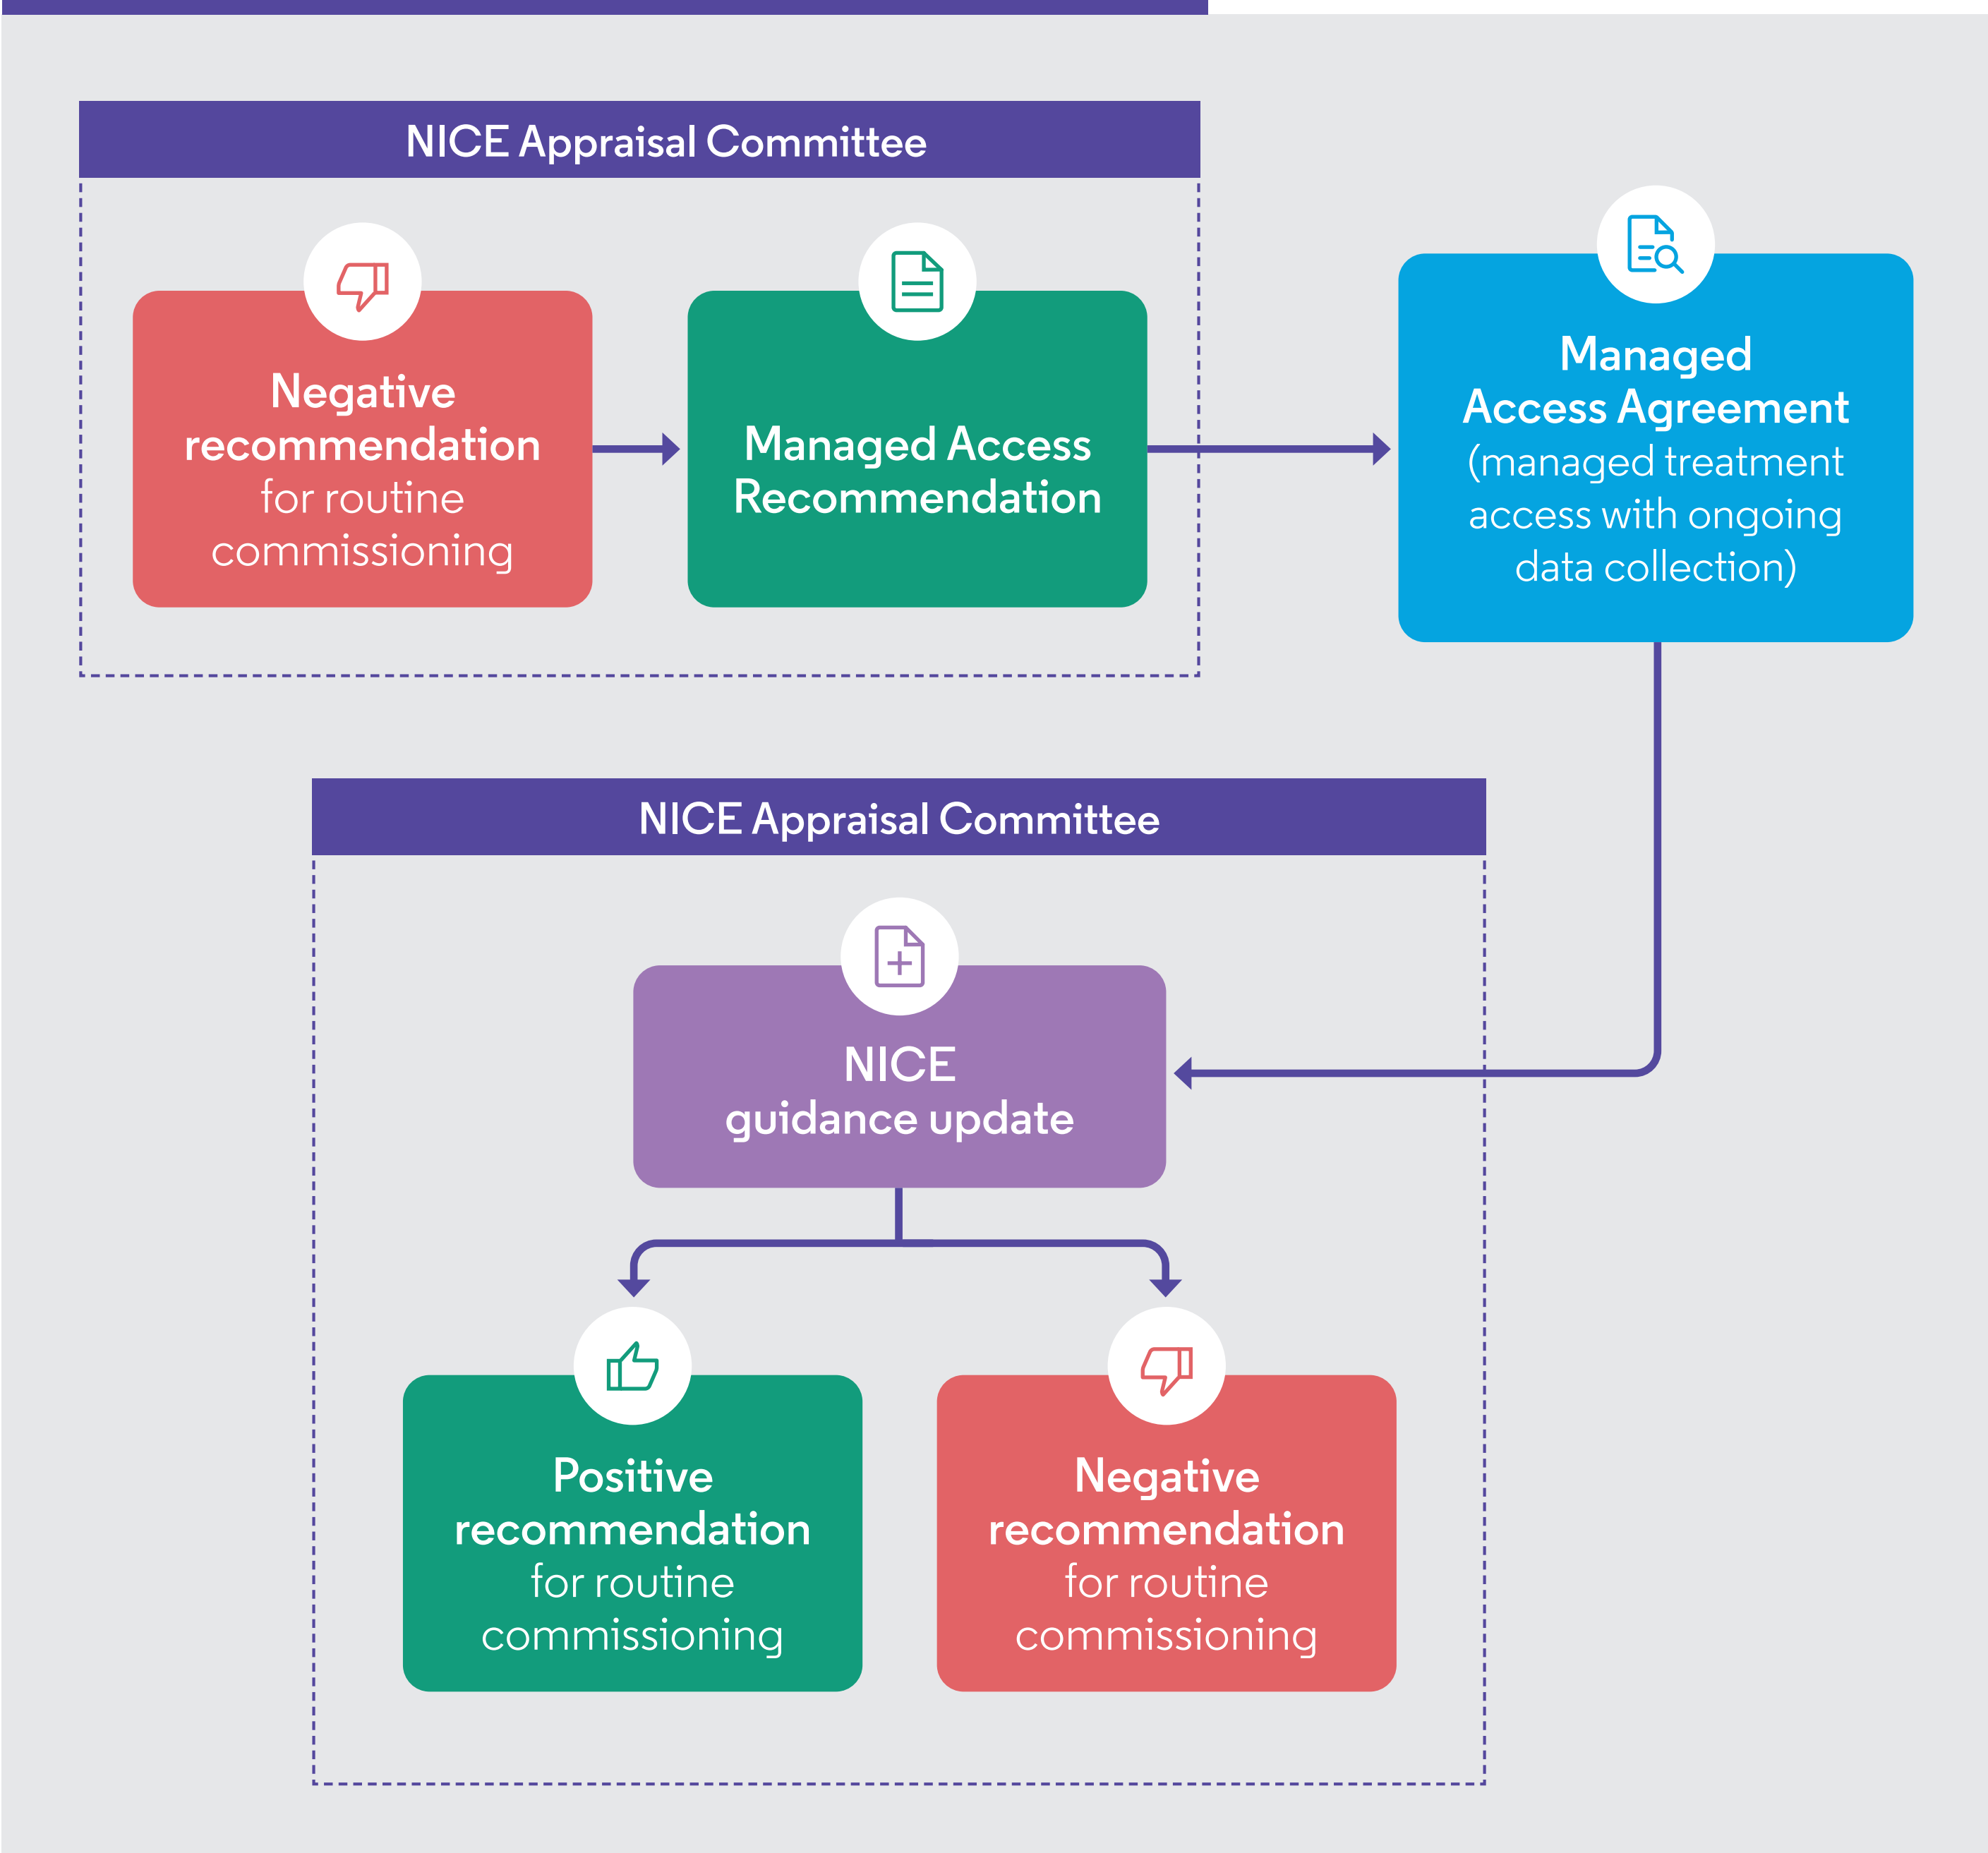 NICE Appraisal Committee
Negative
recommendation
for routine
commissioning
Managed Access
Recommendation
Managed
Access Agreement
(managed treatment
access with ongoing
data collection)
NICE Appraisal Committee
NICE
guidance update
Positive
recommendation
for routine
commissioning
Negative
recommendation
for routine
commissioning